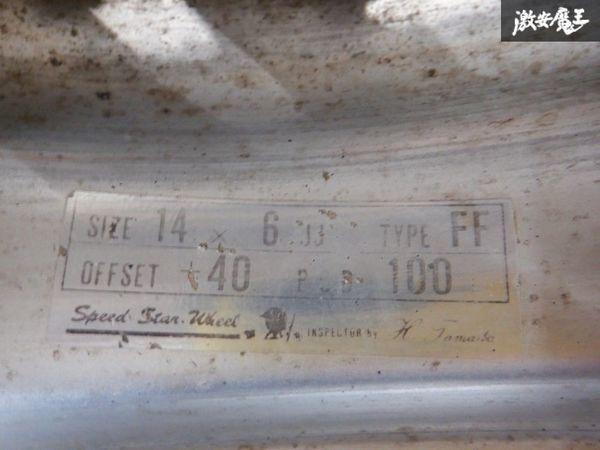 激安魔王
SIZE 14 × 6 JJ TYPE FF
OFFSET +40 P.C.D 100
Speed Star Wheel INSPECTOR by H